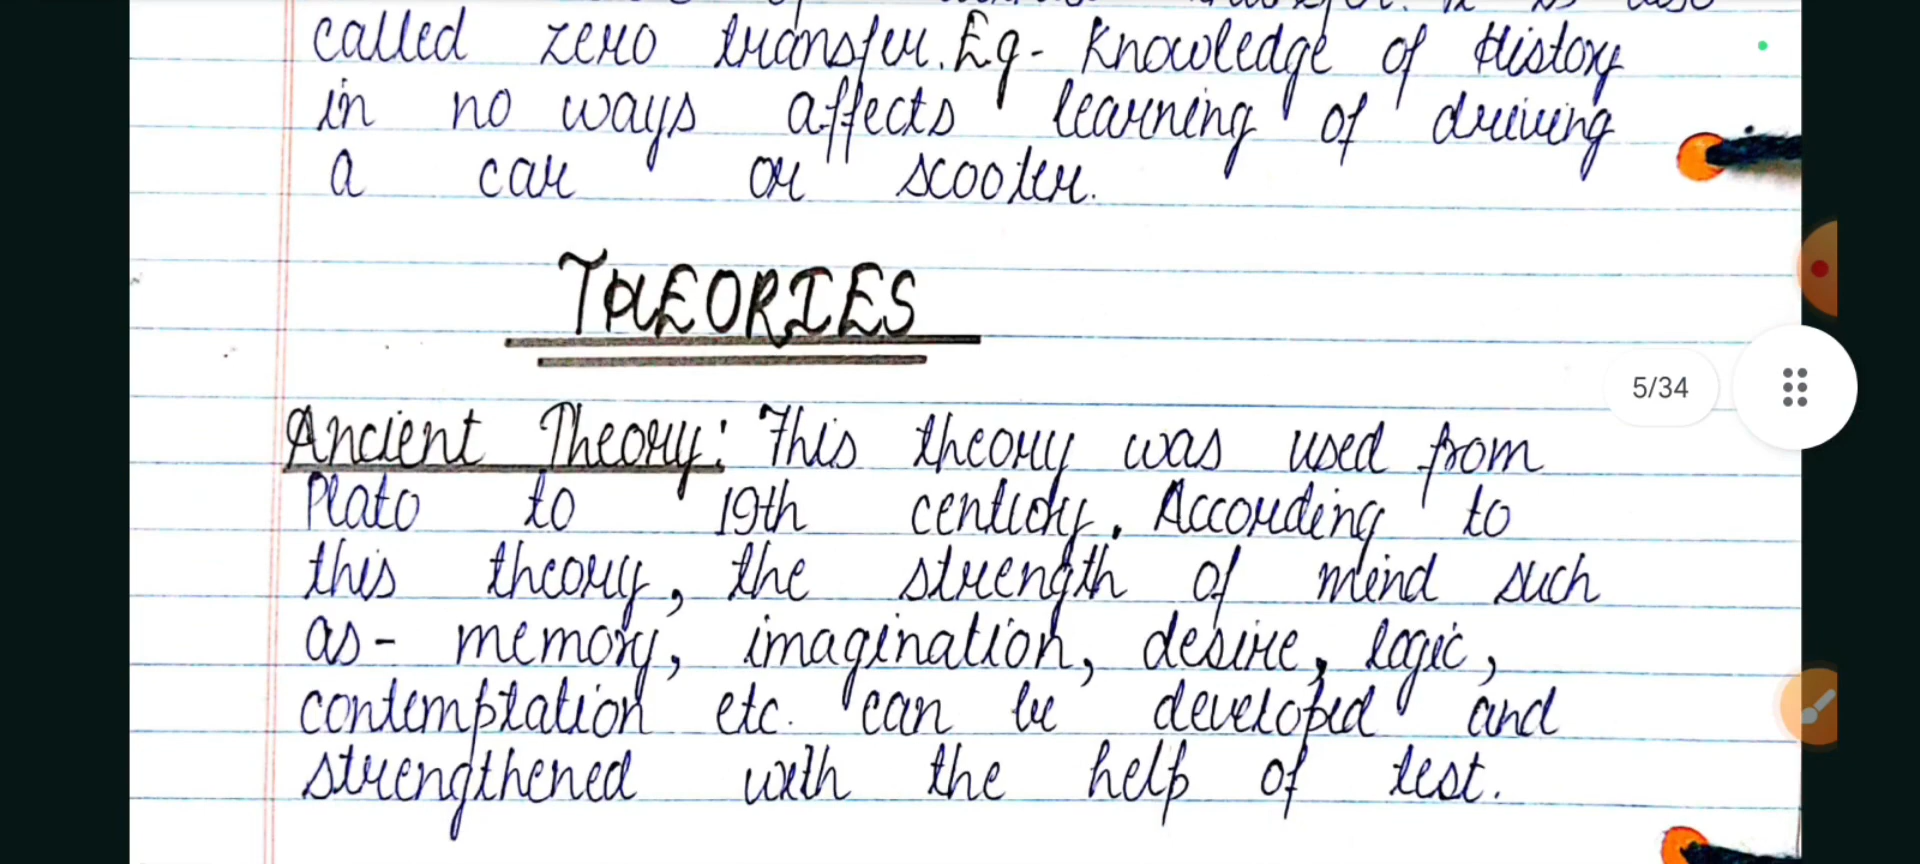 called zero transfer. Eg- Knowledge of History
in no ways affects learning of driving
a car or scooter.
THEORIES
5/34
Ancient Theory: This theory was used from
Plato to 19th century. According to
this theory, the strength of mind such
as- memory, imagination, desire, logic,
contemptation etc. can be developed and
strengthened with the help of test.